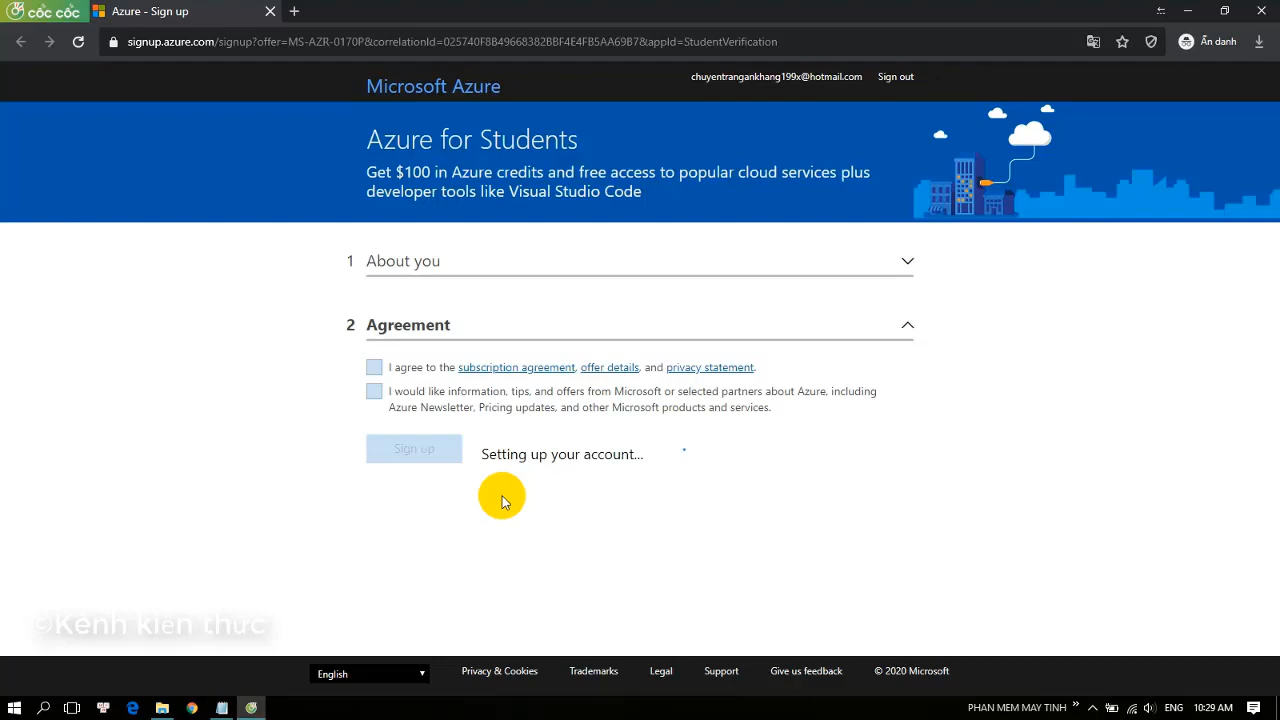 cốc cốc
Azure - Sign up
signup.azure.com/signup?offer=MS-AZR-0170P&correlationId=025740F8B49668382BBF4E4FB5AA69B7&appId=StudentVerification
Ẩn danh
Microsoft Azure
chuyentrangankhang199x@hotmail.com Sign out
Azure for Students
Get $100 in Azure credits and free access to popular cloud services plus
developer tools like Visual Studio Code
1 About you
2 Agreement
I agree to the subscription agreement, offer details, and privacy statement.
I would like information, tips, and offers from Microsoft or selected partners about Azure, including
Azure Newsletter, Pricing updates, and other Microsoft products and services.
Sign up
Setting up your account...
©Kênh kiến thức
English Privacy & Cookies Trademarks Legal Support Give us feedback © 2020 Microsoft
PHAN MEM MAY TINH ENG 10:29 AM